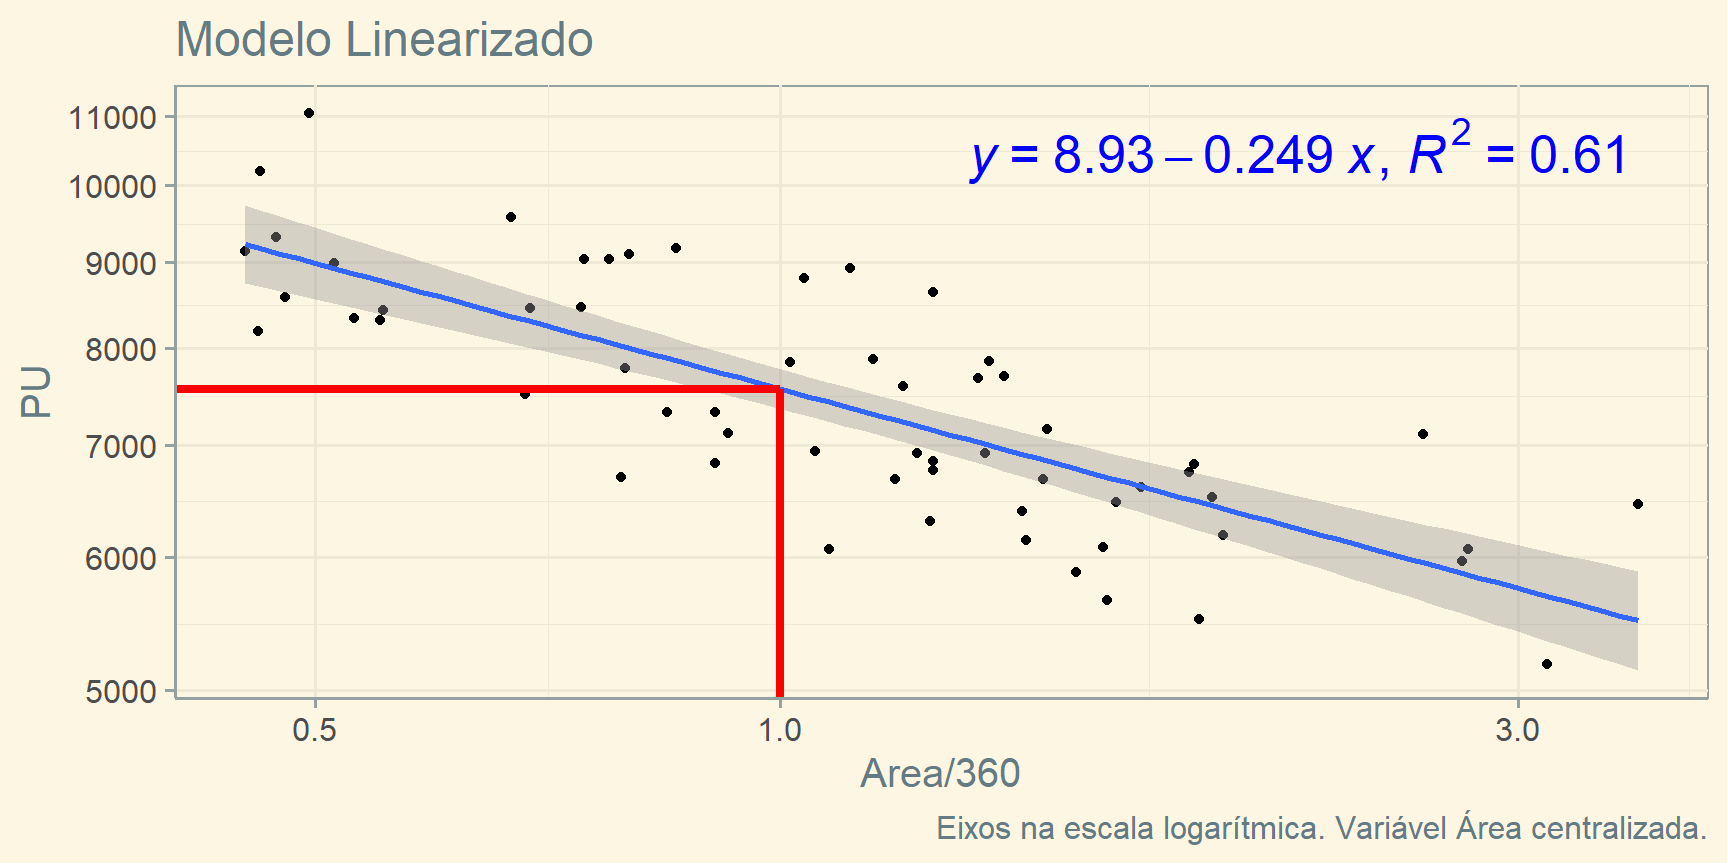 Modelo Linearizado
y = 8.93 – 0.249 x, R² = 0.61
11000
10000
9000
8000
7000
6000
5000
PU
0.5 1.0 3.0
Area/360
Eixos na escala logarítmica. Variável Área centralizada.